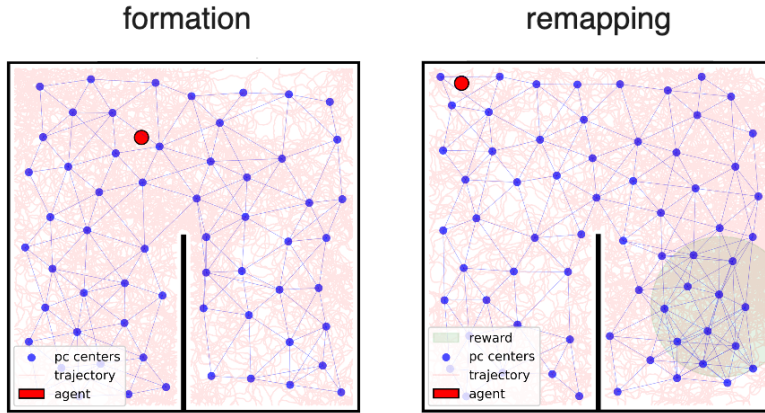 formation
remapping
pc centers
trajectory
agent
reward
pc centers
trajectory
agent